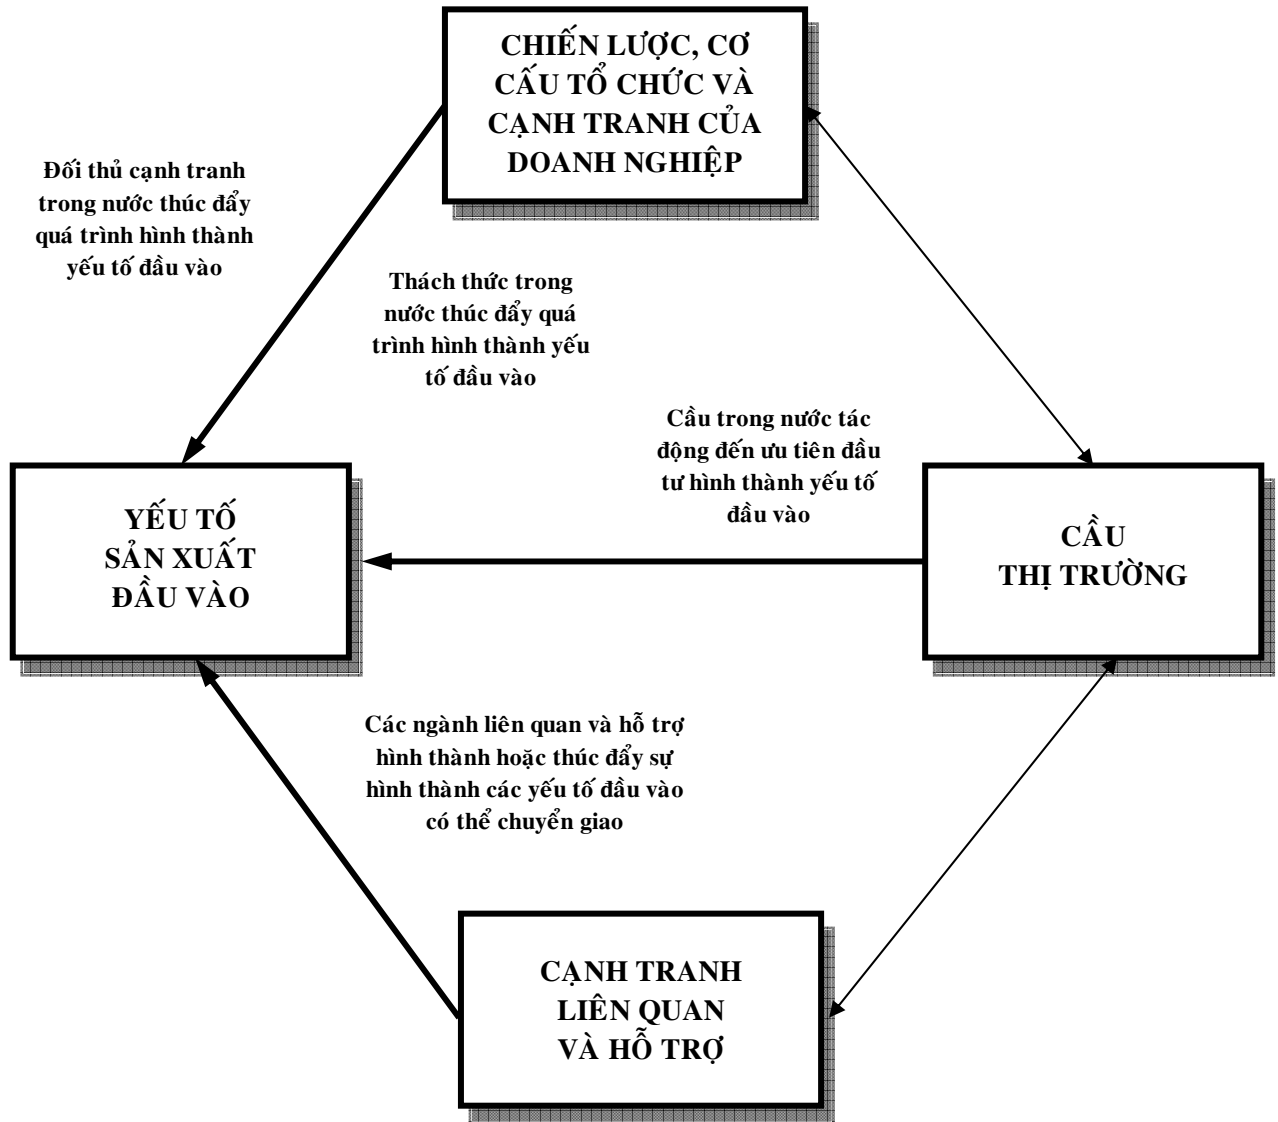 CHIẾN LƯỢC, CƠ
CẤU TỔ CHỨC VÀ
CẠNH TRANH CỦA
DOANH NGHIỆP
Đối thủ cạnh tranh
trong nước thúc đẩy
quá trình hình thành
yếu tố đầu vào
Thách thức trong
nước thúc đẩy quá
trình hình thành yếu
tố đầu vào
Cầu trong nước tác
động đến ưu tiên đầu
tư hình thành yếu tố
đầu vào
YẾU TỐ
SẢN XUẤT
ĐẦU VÀO
CẦU
THỊ TRƯỜNG
Các ngành liên quan và hỗ trợ
hình thành hoặc thúc đẩy sự
hình thành các yếu tố đầu vào
có thể chuyển giao
CẠNH TRANH
LIÊN QUAN
VÀ HỖ TRỢ